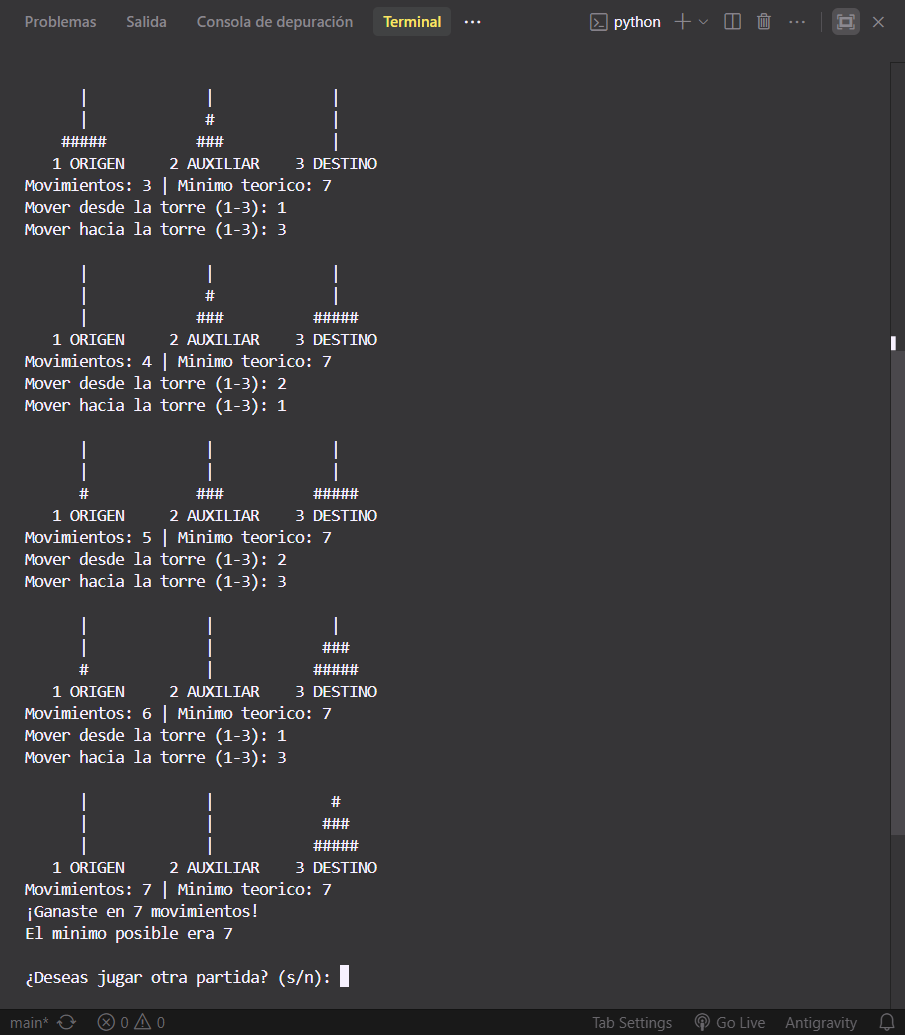 Problemas Salida Consola de depuración Terminal ··· python ···
| | |
| # |
##### ### |
1 ORIGEN 2 AUXILIAR 3 DESTINO
Movimientos: 3 | Minimo teorico: 7
Mover desde la torre (1-3): 1
Mover hacia la torre (1-3): 3
| | |
| # |
| ### #####
1 ORIGEN 2 AUXILIAR 3 DESTINO
Movimientos: 4 | Minimo teorico: 7
Mover desde la torre (1-3): 2
Mover hacia la torre (1-3): 1
| | |
| | |
# ### #####
1 ORIGEN 2 AUXILIAR 3 DESTINO
Movimientos: 5 | Minimo teorico: 7
Mover desde la torre (1-3): 2
Mover hacia la torre (1-3): 3
| | |
| | ###
# | #####
1 ORIGEN 2 AUXILIAR 3 DESTINO
Movimientos: 6 | Minimo teorico: 7
Mover desde la torre (1-3): 1
Mover hacia la torre (1-3): 3
| | #
| | ###
| | #####
1 ORIGEN 2 AUXILIAR 3 DESTINO
Movimientos: 7 | Minimo teorico: 7
¡Ganaste en 7 movimientos!
El minimo posible era 7
¿Deseas jugar otra partida? (s/n):
main* 0 0 Tab Settings Go Live Antigravity